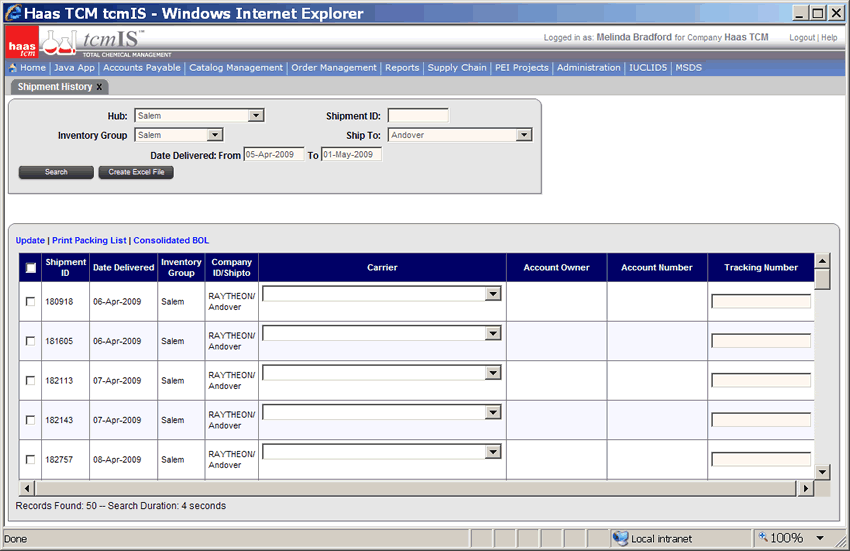 Haas TCM tcmIS - Windows Internet Explorer
haas tcm
tcmIS™
TOTAL CHEMICAL MANAGEMENT
Logged in as: Melinda Bradford for Company Haas TCM
Logout | Help
Home | Java App | Accounts Payable | Catalog Management | Order Management | Reports | Supply Chain | PEI Projects | Administration | IUCLID5 | MSDS
Shipment History x
Hub: Salem Shipment ID:
Inventory Group Salem Ship To: Andover
Date Delivered: From 05-Apr-2009 To 01-May-2009
Search Create Excel File
Update | Print Packing List | Consolidated BOL
Shipment ID Date Delivered Inventory Group Company ID/Shipto Carrier Account Owner Account Number Tracking Number
180918 06-Apr-2009 Salem RAYTHEON/ Andover
181605 06-Apr-2009 Salem RAYTHEON/ Andover
182113 07-Apr-2009 Salem RAYTHEON/ Andover
182143 07-Apr-2009 Salem RAYTHEON/ Andover
182757 08-Apr-2009 Salem RAYTHEON/ Andover
Records Found: 50 -- Search Duration: 4 seconds
Done Local intranet 100%